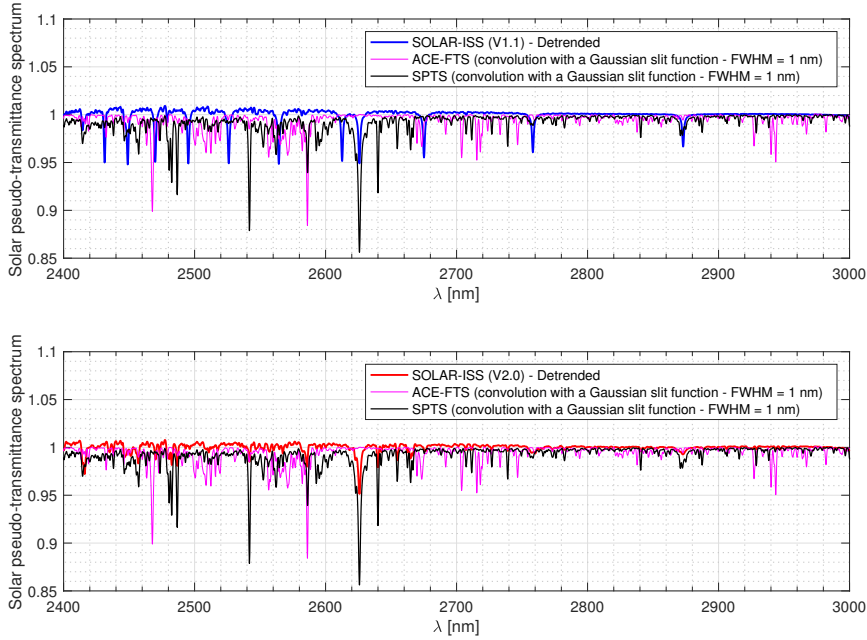 1.1
1.05
1
0.95
0.9
0.85
Solar pseudo-transmittance spectrum
SOLAR-ISS (V1.1) - Detrended
ACE-FTS (convolution with a Gaussian slit function - FWHM = 1 nm)
SPTS (convolution with a Gaussian slit function - FWHM = 1 nm)
2400 2500 2600 2700 2800 2900 3000
λ [nm]
1.1
1.05
1
0.95
0.9
0.85
Solar pseudo-transmittance spectrum
SOLAR-ISS (V2.0) - Detrended
ACE-FTS (convolution with a Gaussian slit function - FWHM = 1 nm)
SPTS (convolution with a Gaussian slit function - FWHM = 1 nm)
2400 2500 2600 2700 2800 2900 3000
λ [nm]